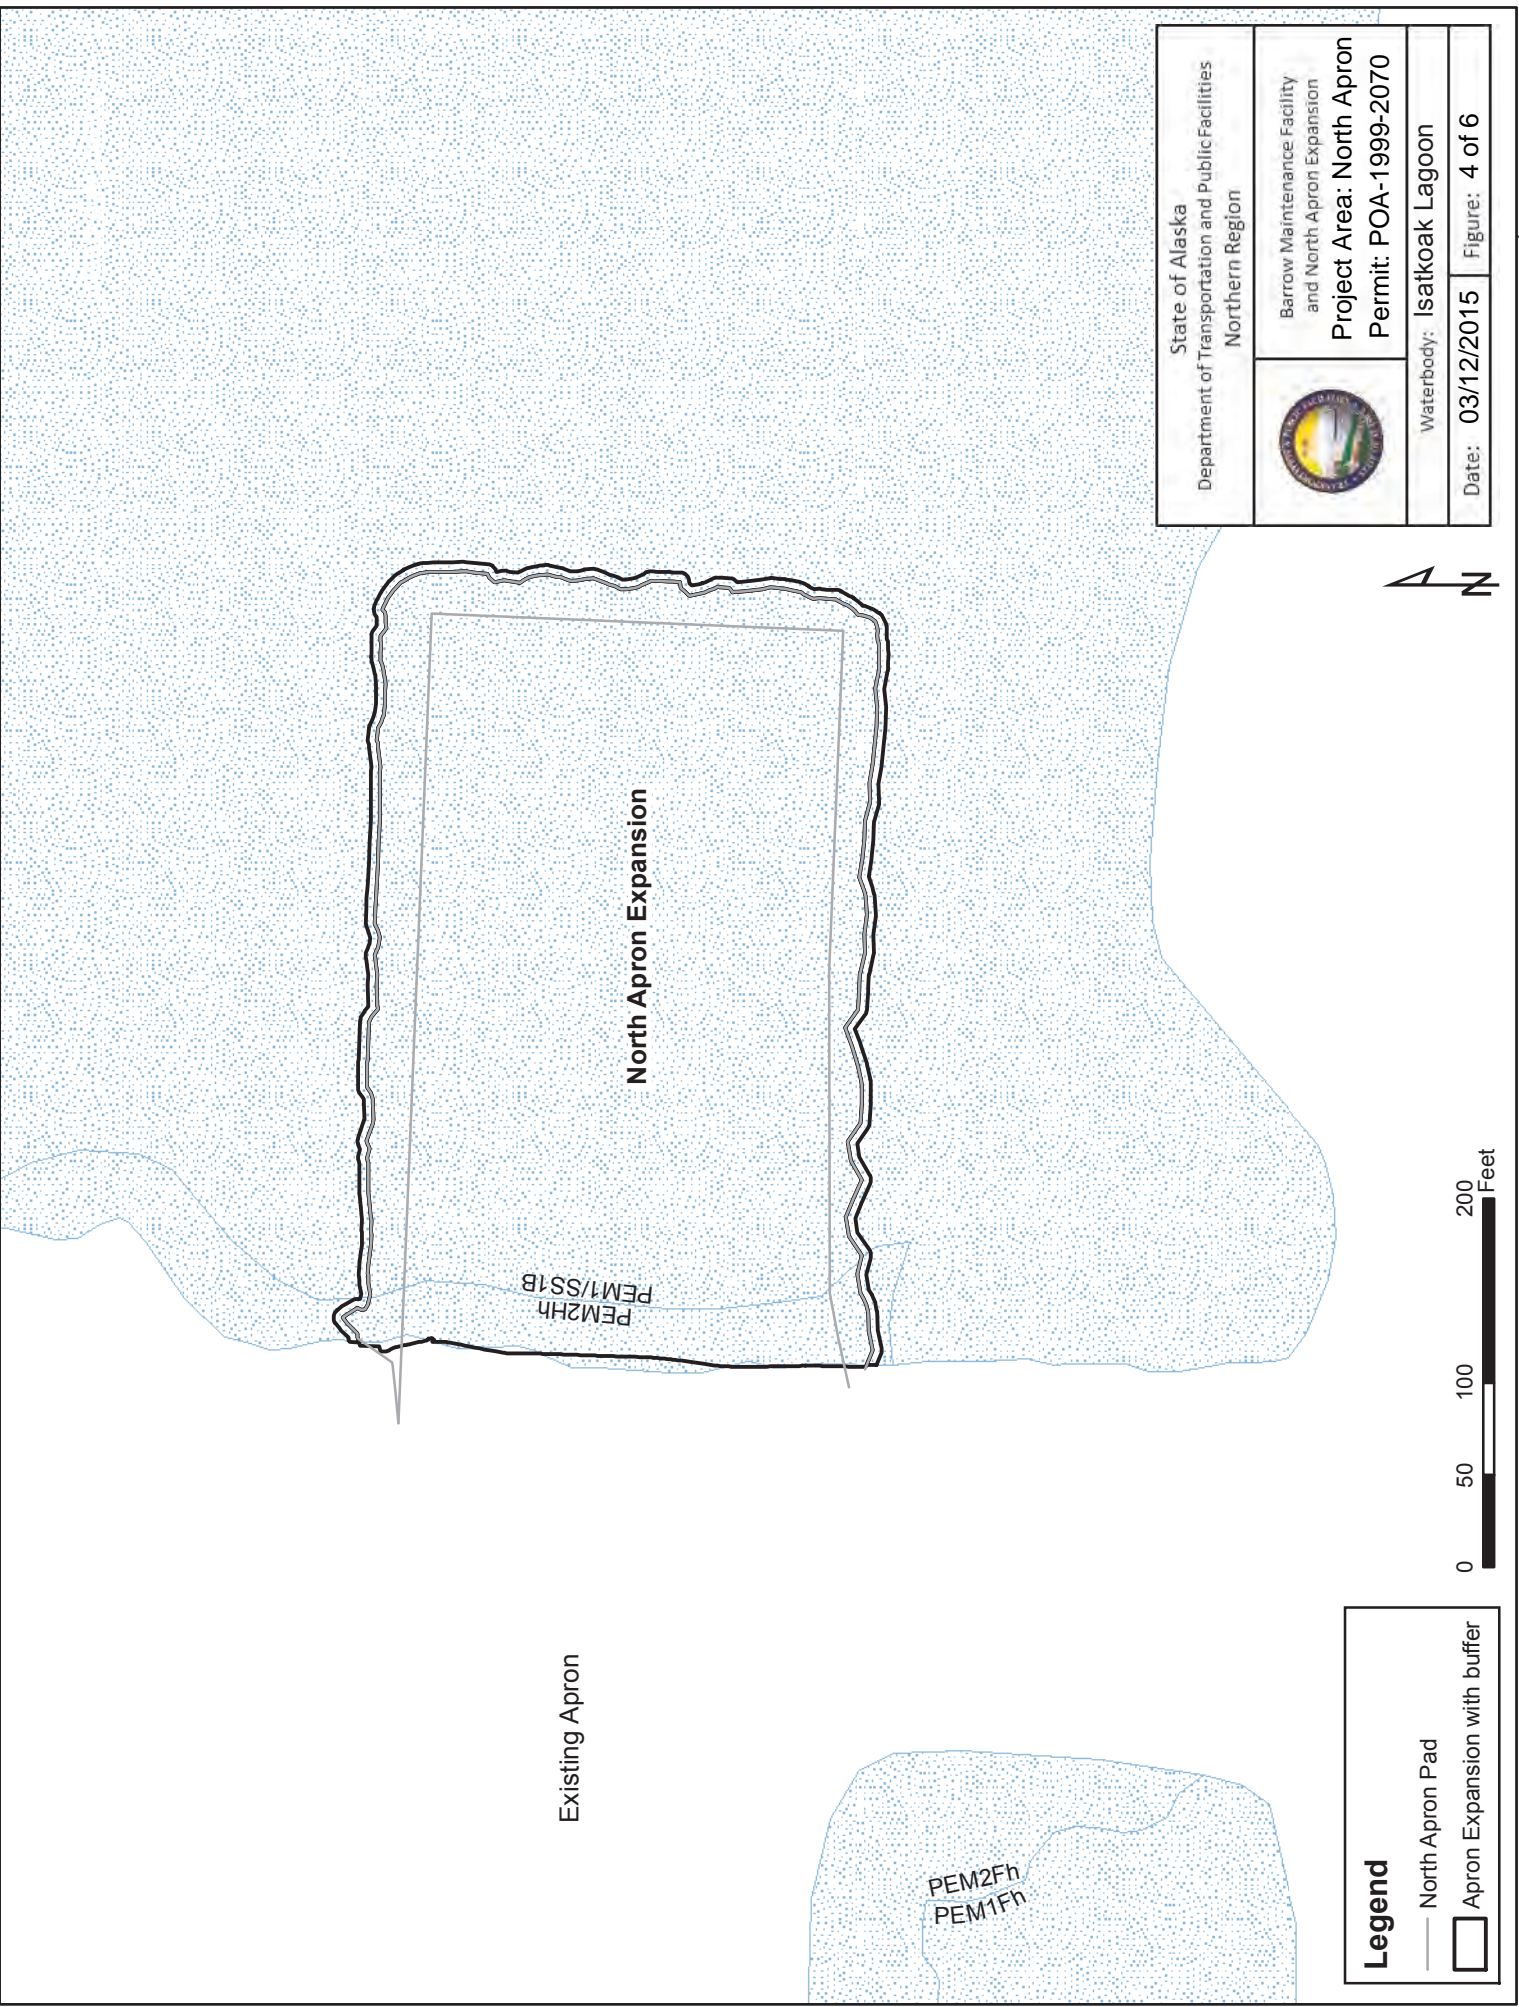 North Apron Expansion
PEM1/SS1B
PEM2Hh
Existing Apron
PEM2Fh
PEM1Fh
Legend
North Apron Pad
Apron Expansion with buffer
0 50 100 200
Feet
N
State of Alaska
Department of Transportation and Public Facilities
Northern Region
Barrow Maintenance Facility
and North Apron Expansion
Project Area: North Apron
Permit: POA-1999-2070
Waterbody: Isatkoak Lagoon
Date: 03/12/2015 Figure: 4 of 6